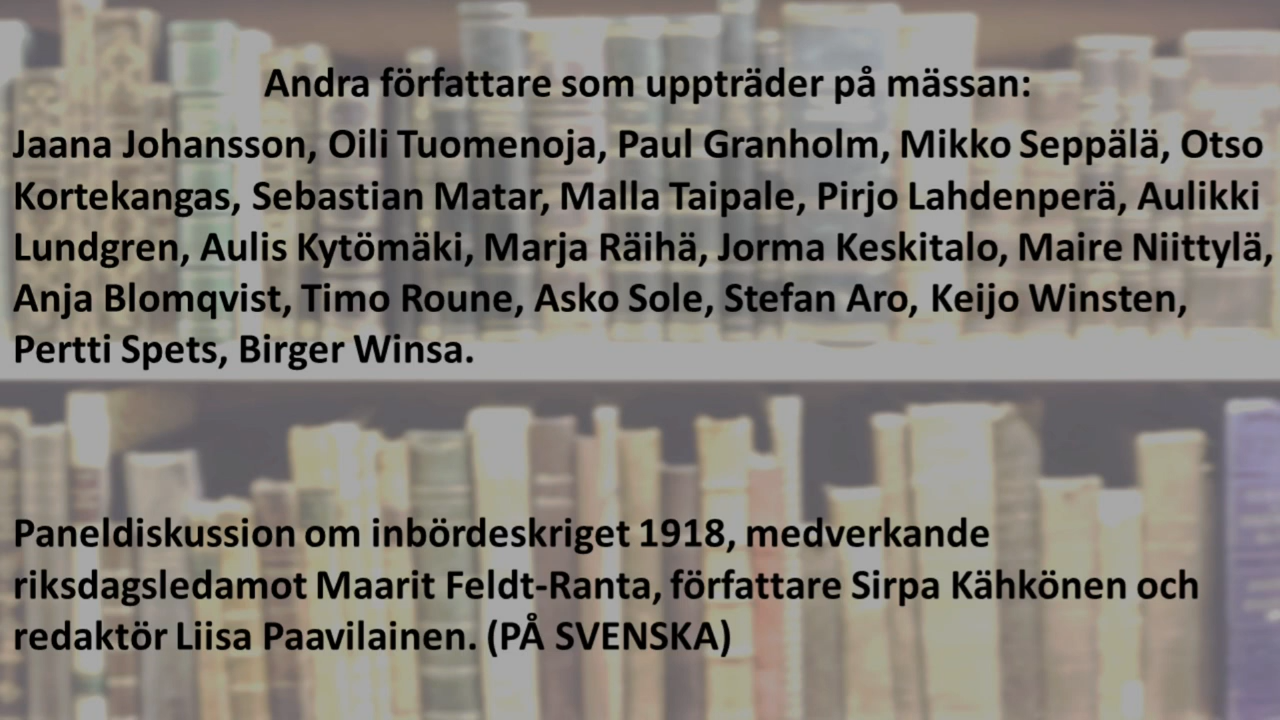 Andra författare som uppträder på mässan:
Jaana Johansson, Oili Tuomenoja, Paul Granholm, Mikko Seppälä, Otso
Kortekangas, Sebastian Matar, Malla Taipale, Pirjo Lahdenperä, Aulikki
Lundgren, Aulis Kytömäki, Marja Räihä, Jorma Keskitalo, Maire Niittylä,
Anja Blomqvist, Timo Roune, Asko Sole, Stefan Aro, Keijo Winsten,
Pertti Spets, Birger Winsa.
Paneldiskussion om inbördeskriget 1918, medverkande
riksdagsledamot Maarit Feldt-Ranta, författare Sirpa Kähkönen och
redaktör Liisa Paavilainen. (PÅ SVENSKA)